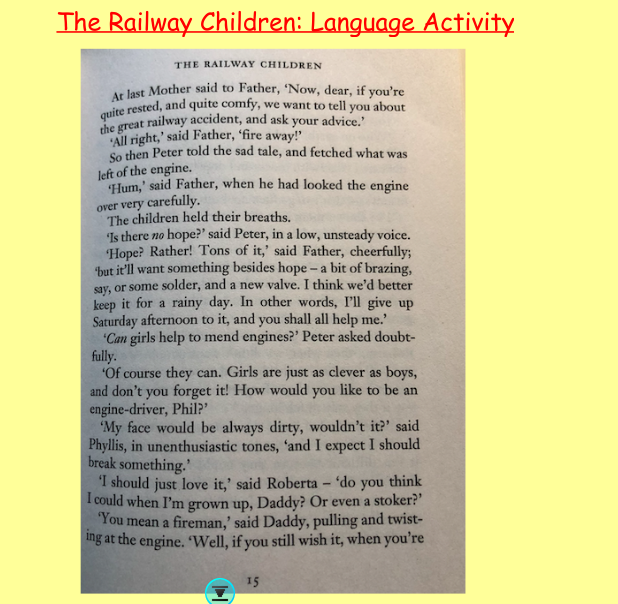 The Railway Children: Language Activity
THE RAILWAY CHILDREN
At last Mother said to Father, ‘Now, dear, if you’re
quite rested, and quite comfy, we want to tell you about
the great railway accident, and ask your advice.’
‘All right,’ said Father, ‘fire away!’
So then Peter told the sad tale, and fetched what was
left of the engine.
‘Hum,’ said Father, when he had looked the engine
over very carefully.
The children held their breaths.
‘Is there no hope?’ said Peter, in a low, unsteady voice.
‘Hope? Rather! Tons of it,’ said Father, cheerfully;
‘but it’ll want something besides hope – a bit of brazing,
say, or some solder, and a new valve. I think we’d better
keep it for a rainy day. In other words, I’ll give up
Saturday afternoon to it, and you shall all help me.’
‘Can girls help to mend engines?’ Peter asked doubt-
fully.
‘Of course they can. Girls are just as clever as boys,
and don’t you forget it! How would you like to be an
engine-driver, Phil?’
‘My face would be always dirty, wouldn’t it?’ said
Phyllis, in unenthusiastic tones, ‘and I expect I should
break something.’
‘I should just love it,’ said Roberta – ‘do you think
I could when I’m grown up, Daddy? Or even a stoker?’
‘You mean a fireman,’ said Daddy, pulling and twist-
ing at the engine. ‘Well, if you still wish it, when you’re
15